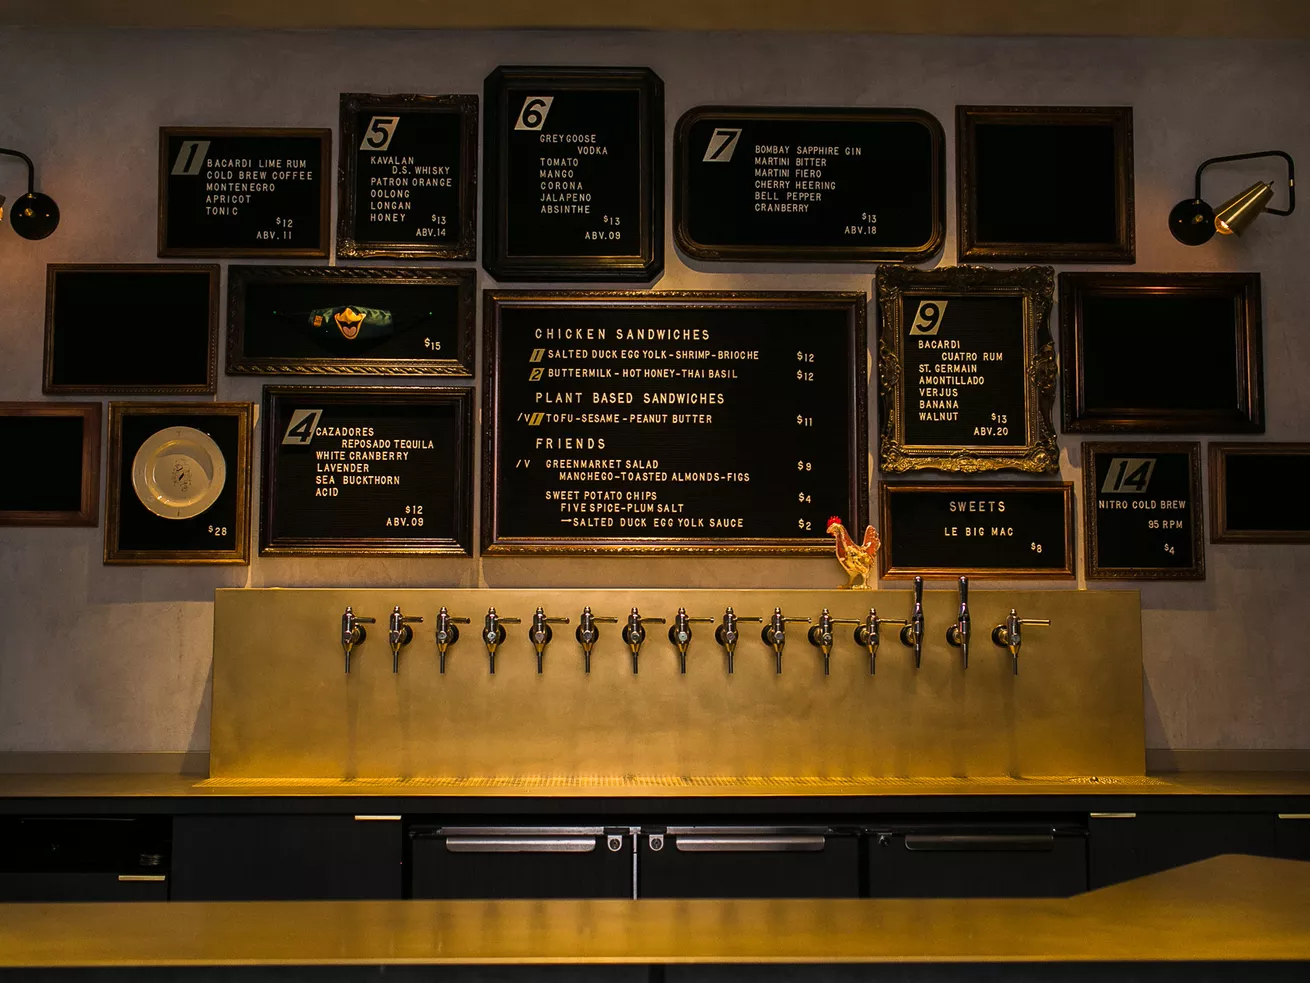 1
BACARDI LIME RUM
COLD BREW COFFEE
MONTENEGRO
APRICOT
TONIC
$12
ABV.11
5
KAVALAN
D.S. WHISKY
PATRON ORANGE
OOLONG
LONGAN
HONEY $13
ABV.14
6
GREY GOOSE
VODKA
TOMATO
MANGO
CORONA
JALAPENO
ABSINTHE
$13
ABV.09
7
BOMBAY SAPPHIRE GIN
MARTINI BITTER
MARTINI FIERO
CHERRY HEERING
BELL PEPPER
CRANBERRY
$13
ABV.18
$15
$28
4
CAZADORES
REPOSADO TEQUILA
WHITE CRANBERRY
LAVENDER
SEA BUCKTHORN
ACID
$12
ABV.09
CHICKEN SANDWICHES
1 SALTED DUCK EGG YOLK-SHRIMP-BRIOCHE $12
2 BUTTERMILK-HOT HONEY-THAI BASIL $12
PLANT BASED SANDWICHES
/V 1 TOFU-SESAME-PEANUT BUTTER $11
FRIENDS
/V GREENMARKET SALAD $9
MANCHEGO-TOASTED ALMONDS-FIGS
SWEET POTATO CHIPS $4
FIVE SPICE-PLUM SALT
→SALTED DUCK EGG YOLK SAUCE $2
9
BACARDI
CUATRO RUM
ST. GERMAIN
AMONTILLADO
VERJUS
BANANA
WALNUT $13
ABV.20
SWEETS
LE BIG MAC
$8
14
NITRO COLD BREW
95 RPM
$4